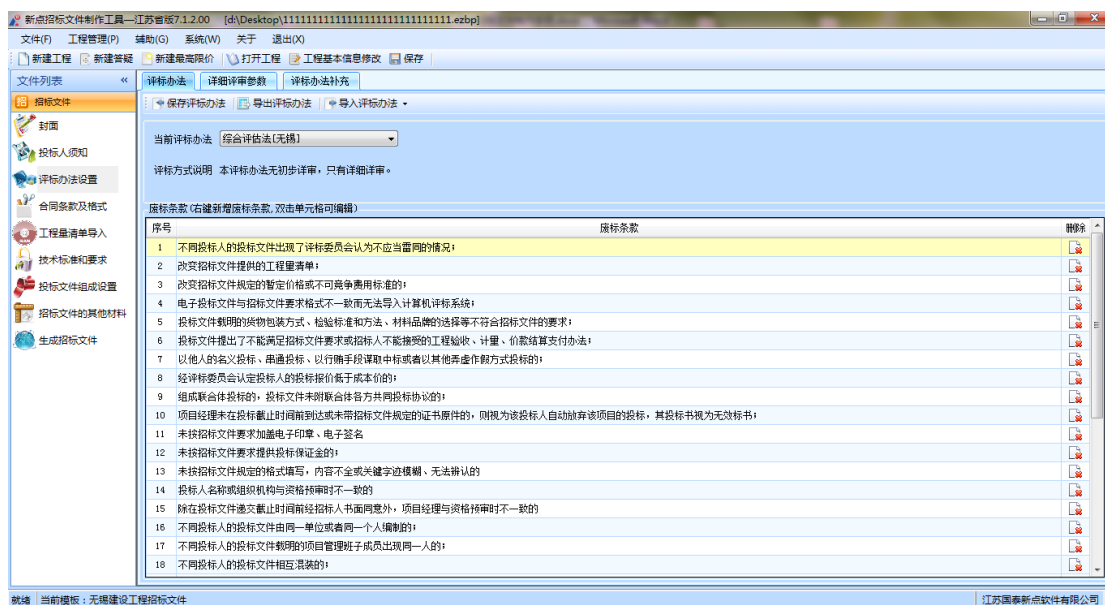 新点招标文件制作工具—江苏省版7.1.2.00 [d:\Desktop\11111111111111111111111111111.ezbp]
文件(F) 工程管理(P) 辅助(G) 系统(W) 关于 退出(X)
新建工程 新建答疑 新建最高限价 打开工程 工程基本信息修改 保存
文件列表 «
招 招标文件
封面
投标人须知
评标办法设置
合同条款及格式
工程量清单导入
技术标准和要求
投标文件组成设置
招标文件的其他材料
生成招标文件
评标办法 详细评审参数 评标办法补充
保存评标办法 导出评标办法 导入评标办法
当前评标办法 综合评估法[无锡]
评标方式说明 本评标办法无初步详审，只有详细详审。
废标条款(右键新增废标条款,双击单元格可编辑)
序号 废标条款 删除
1 不同投标人的投标文件出现了评标委员会认为不应当雷同的情况；
2 改变招标文件提供的工程量清单；
3 改变招标文件规定的暂定价格或不可竞争费用标准的；
4 电子投标文件与招标文件要求格式不一致而无法导入计算机评标系统；
5 投标文件载明的货物包装方式、检验标准和方法、材料品牌的选择等不符合招标文件的要求；
6 投标文件提出了不能满足招标文件要求或招标人不能接受的工程验收、计量、价款结算支付办法；
7 以他人的名义投标、串通投标、以行贿手段谋取中标或者以其他弄虚作假方式投标的；
8 经评标委员会认定投标人的投标报价低于成本价的；
9 组成联合体投标的，投标文件未附联合体各方共同投标协议的；
10 项目经理未在投标截止时间前到达或未带招标文件规定的证书原件的，则视为该投标人自动放弃该项目的投标，其投标书视为无效标书；
11 未按招标文件要求加盖电子印章、电子签名
12 未按招标文件要求提供投标保证金的；
13 未按招标文件规定的格式填写，内容不全或关键字迹模糊、无法辨认的
14 投标人名称或组织机构与资格预审时不一致的
15 除在投标文件递交截止时间前经招标人书面同意外，项目经理与资格预审时不一致的
16 不同投标人的投标文件由同一单位或者同一个人编制的；
17 不同投标人的投标文件载明的项目管理班子成员出现同一人的；
18 不同投标人的投标文件相互混装的；
就绪 当前模板：无锡建设工程招标文件 江苏国泰新点软件有限公司